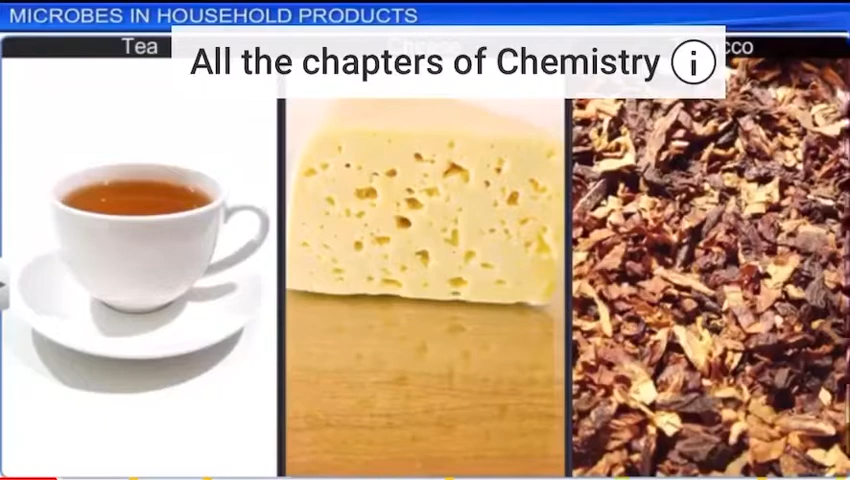 MICROBES IN HOUSEHOLD PRODUCTS
Tea
All the chapters of Chemistry